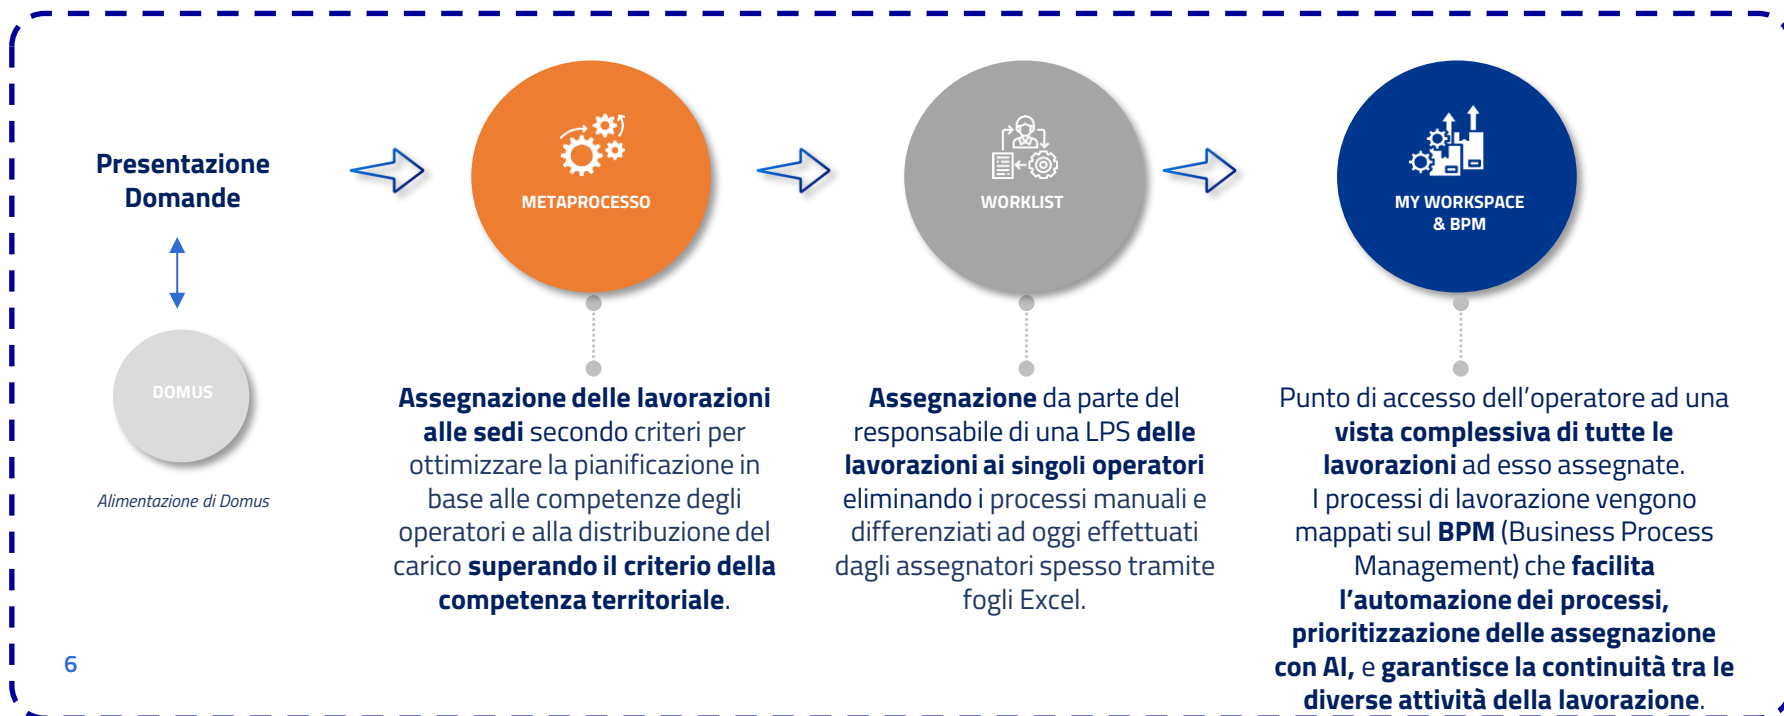 Presentazione
Domande
DOMUS
Alimentazione di Domus
METAPROCESSO
Assegnazione delle lavorazioni
alle sedi secondo criteri per
ottimizzare la pianificazione in
base alle competenze degli
operatori e alla distribuzione del
carico superando il criterio della
competenza territoriale.
WORKLIST
Assegnazione da parte del
responsabile di una LPS delle
lavorazioni ai singoli operatori
eliminando i processi manuali e
differenziati ad oggi effettuati
dagli assegnatori spesso tramite
fogli Excel.
MY WORKSPACE
& BPM
Punto di accesso dell'operatore ad una
vista complessiva di tutte le
lavorazioni ad esso assegnate.
I processi di lavorazione vengono
mappati sul BPM (Business Process
Management) che facilita
l'automazione dei processi,
prioritizzazione delle assegnazione
con AI, e garantisce la continuità tra le
diverse attività della lavorazione.
6